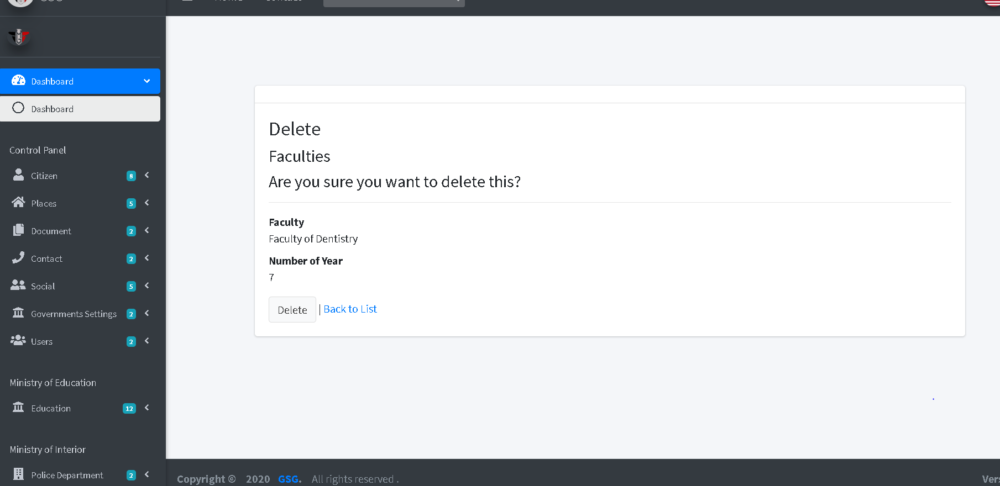 Dashboard
Dashboard
Control Panel
Citizen 8
Places 5
Document 2
Contact 2
Social 5
Governments Settings 2
Users 2
Ministry of Education
Education 12
Ministry of Interior
Police Department 2
Delete
Faculties
Are you sure you want to delete this?
Faculty
Faculty of Dentistry
Number of Year
7
Delete | Back to List
Copyright © 2020 GSG. All rights reserved .